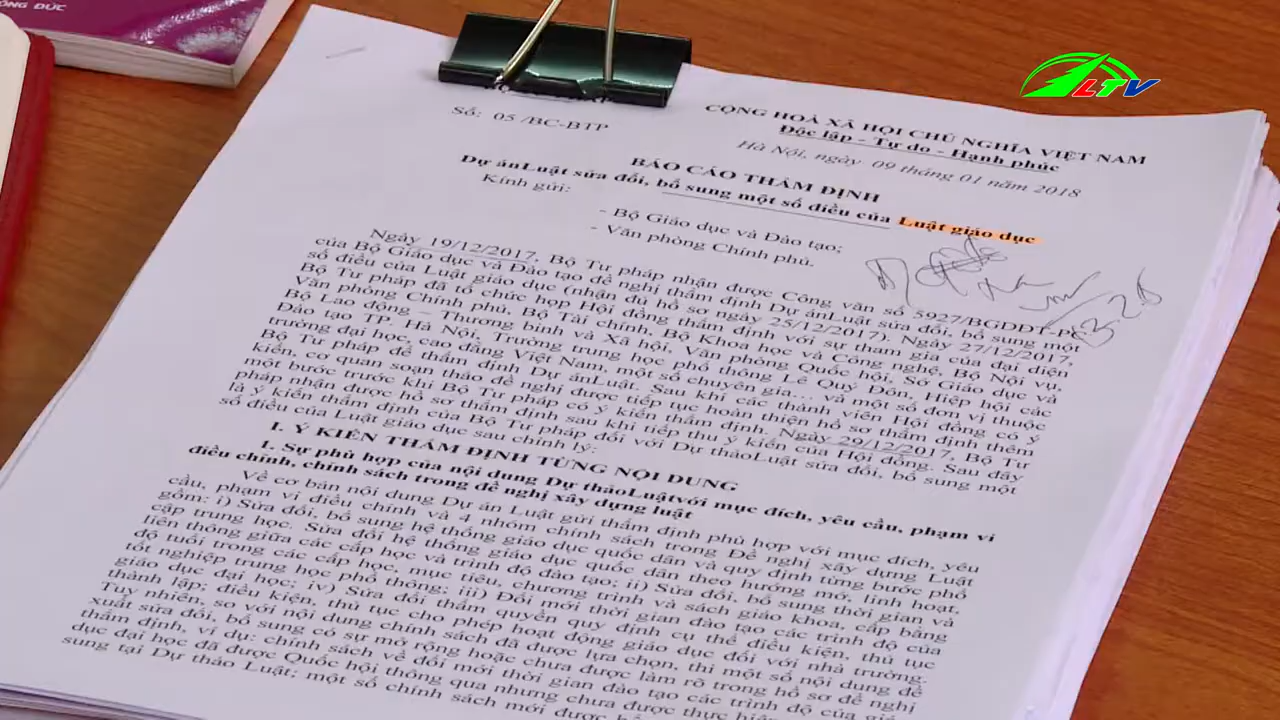 ÔNG ĐỨC
LTV
Số: 05 /BC-BTP
CỘNG HOÀ XÃ HỘI CHỦ NGHĨA VIỆT NAM
Độc lập - Tự do - Hạnh phúc
Hà Nội, ngày 09 tháng 01 năm 2018
BÁO CÁO THẨM ĐỊNH
Dự ánLuật sửa đổi, bổ sung một số điều của Luật giáo dục
Kính gửi:
- Bộ Giáo dục và Đào tạo;
- Văn phòng Chính phủ.
Ngày 19/12/2017, Bộ Tư pháp nhận được Công văn số 5927/BGDĐT-PC
của Bộ Giáo dục và Đào tạo đề nghị thẩm định Dự ánLuật sửa đổi, bổ sung một
số điều của Luật giáo dục (nhận đủ hồ sơ ngày 25/12/2017). Ngày 27/12/2017,
Bộ Tư pháp đã tổ chức họp Hội đồng thẩm định với sự tham gia của đại diện
Văn phòng Chính phủ, Bộ Tài chính, Bộ Khoa học và Công nghệ, Bộ Nội vụ,
Bộ Lao động – Thương binh và Xã hội, Văn phòng Quốc hội, Sở Giáo dục và
Đào tạo TP. Hà Nội, Trường trung học phổ thông Lê Quý Đôn, Hiệp hội các
trường đại học, cao đẳng Việt Nam, một số chuyên gia… và một số đơn vị thuộc
Bộ Tư pháp để thẩm định Dự ánLuật. Sau khi các thành viên Hội đồng có ý
kiến, cơ quan soạn thảo đề nghị được tiếp tục hoàn thiện hồ sơ thẩm định thêm
một bước trước khi Bộ Tư pháp có ý kiến thẩm định. Ngày 29/12/2017, Bộ Tư
pháp nhận được hồ sơ thẩm định sau khi tiếp thu ý kiến của Hội đồng. Sau đây
là ý kiến thẩm định của Bộ Tư pháp đối với Dự thảoLuật sửa đổi, bổ sung một
số điều của Luật giáo dục sau chỉnh lý:
I. Ý KIẾN THẨM ĐỊNH TỪNG NỘI DUNG
1. Sự phù hợp của nội dung Dự thảoLuậtvới mục đích, yêu cầu, phạm vi
điều chỉnh, chính sách trong đề nghị xây dựng luật
Về cơ bản nội dung Dự án Luật gửi thẩm định phù hợp với mục đích, yêu
cầu, phạm vi điều chỉnh và 4 nhóm chính sách trong Đề nghị xây dựng Luật
gồm: i) Sửa đổi, bổ sung hệ thống giáo dục quốc dân và quy định từng bước phổ
cập trung học. Sửa đổi hệ thống giáo dục quốc dân theo hướng mở, linh hoạt,
liên thông giữa các cấp học và trình độ đào tạo; ii) Sửa đổi, bổ sung thời gian và
độ tuổi trong các cấp học, mục tiêu, chương trình và sách giáo khoa, cấp bằng
tốt nghiệp trung học phổ thông; iii) Đổi mới thời gian đào tạo các trình độ của
giáo dục đại học; iv) Sửa đổi thẩm quyền quy định cụ thể điều kiện, thủ tục
thành lập; điều kiện, thủ tục cho phép hoạt động giáo dục đối với nhà trường.
Tuy nhiên, so với nội dung chính sách đã được lựa chọn, thì một số nội dung đề
xuất sửa đổi, bổ sung có sự mở rộng hoặc chưa được làm rõ trong hồ sơ đề nghị
thẩm định, ví dụ: chính sách về đổi mới thời gian đào tạo các trình độ của giáo
dục đại học đã được Quốc hội thông qua nhưng chưa được thực hiện
sung tại Dự thảo Luật; một số chính sách mới được